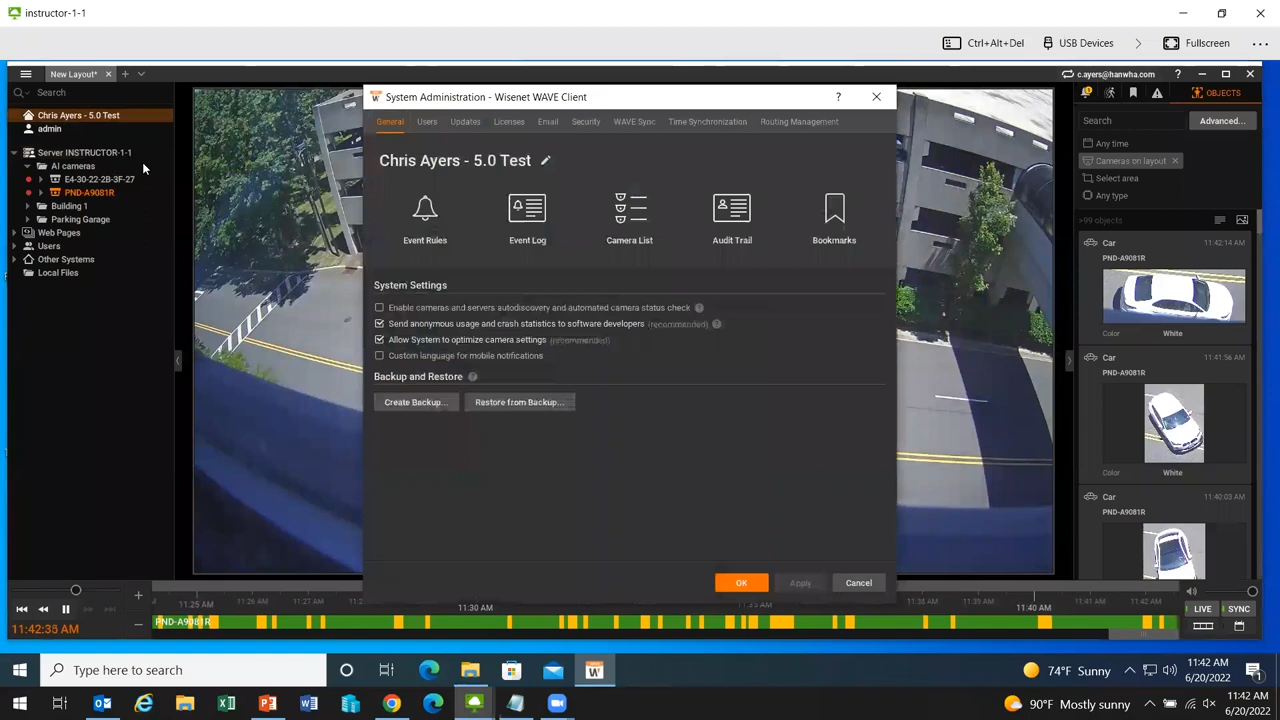 instructor-1-1
Ctrl+Alt+Del
USB Devices
Fullscreen
New Layout*
c.ayers@hanwha.com
Search
Chris Ayers - 5.0 Test
admin
Server INSTRUCTOR-1-1
AI cameras
E4-30-22-2B-3F-27
PND-A9081R
Building 1
Parking Garage
Web Pages
Users
Other Systems
Local Files
System Administration - Wisenet WAVE Client
General Users Updates Licenses Email Security WAVE Sync Time Synchronization Routing Management
Chris Ayers - 5.0 Test
Event Rules Event Log Camera List Audit Trail Bookmarks
System Settings
Enable cameras and servers autodiscovery and automated camera status check ?
Send anonymous usage and crash statistics to software developers (recommended) ?
Allow System to optimize camera settings (recommended)
Custom language for mobile notifications
Backup and Restore ?
Create Backup... Restore from Backup...
OK Apply Cancel
1 OBJECTS
Search Advanced...
Any time
Cameras on layout
Select area
Any type
>99 objects
Car 11:42:14 AM
PND-A9081R
Color White
Car 11:41:56 AM
PND-A9081R
Color White
Car 11:40:03 AM
PND-A9081R
11:25 AM 11:26 AM 11:27 AM 11:30 AM 11:38 AM 11:39 AM 11:40 AM 11:41 AM 11:42 AM
11:42:35 AM
PND-A9081R
LIVE SYNC
Type here to search
74°F Sunny
11:42 AM
6/20/2022
1
90°F Mostly sunny
11:42 AM
6/20/2022